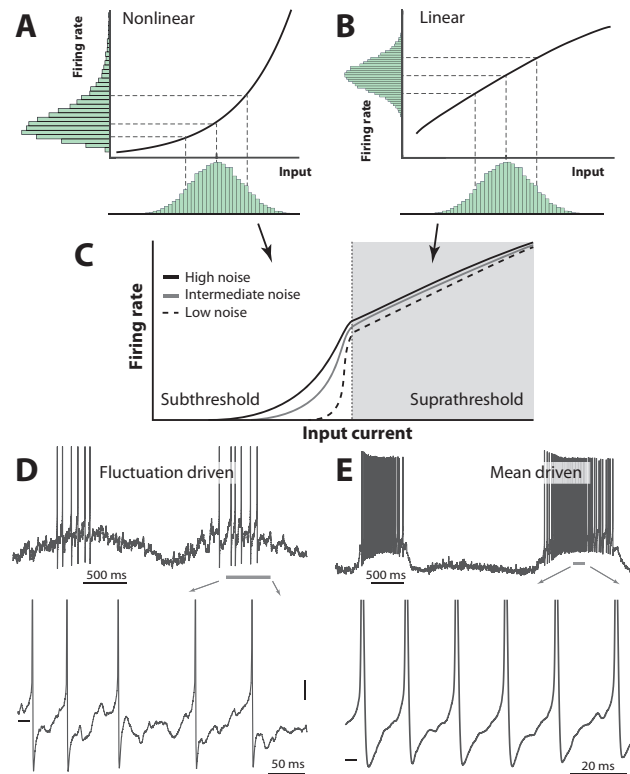 A
Nonlinear
Firing rate
Input
B
Linear
Firing rate
Input
C
High noise
Intermediate noise
Low noise
Firing rate
Subthreshold
Suprathreshold
Input current
D
Fluctuation driven
500 ms
50 ms
E
Mean driven
500 ms
20 ms